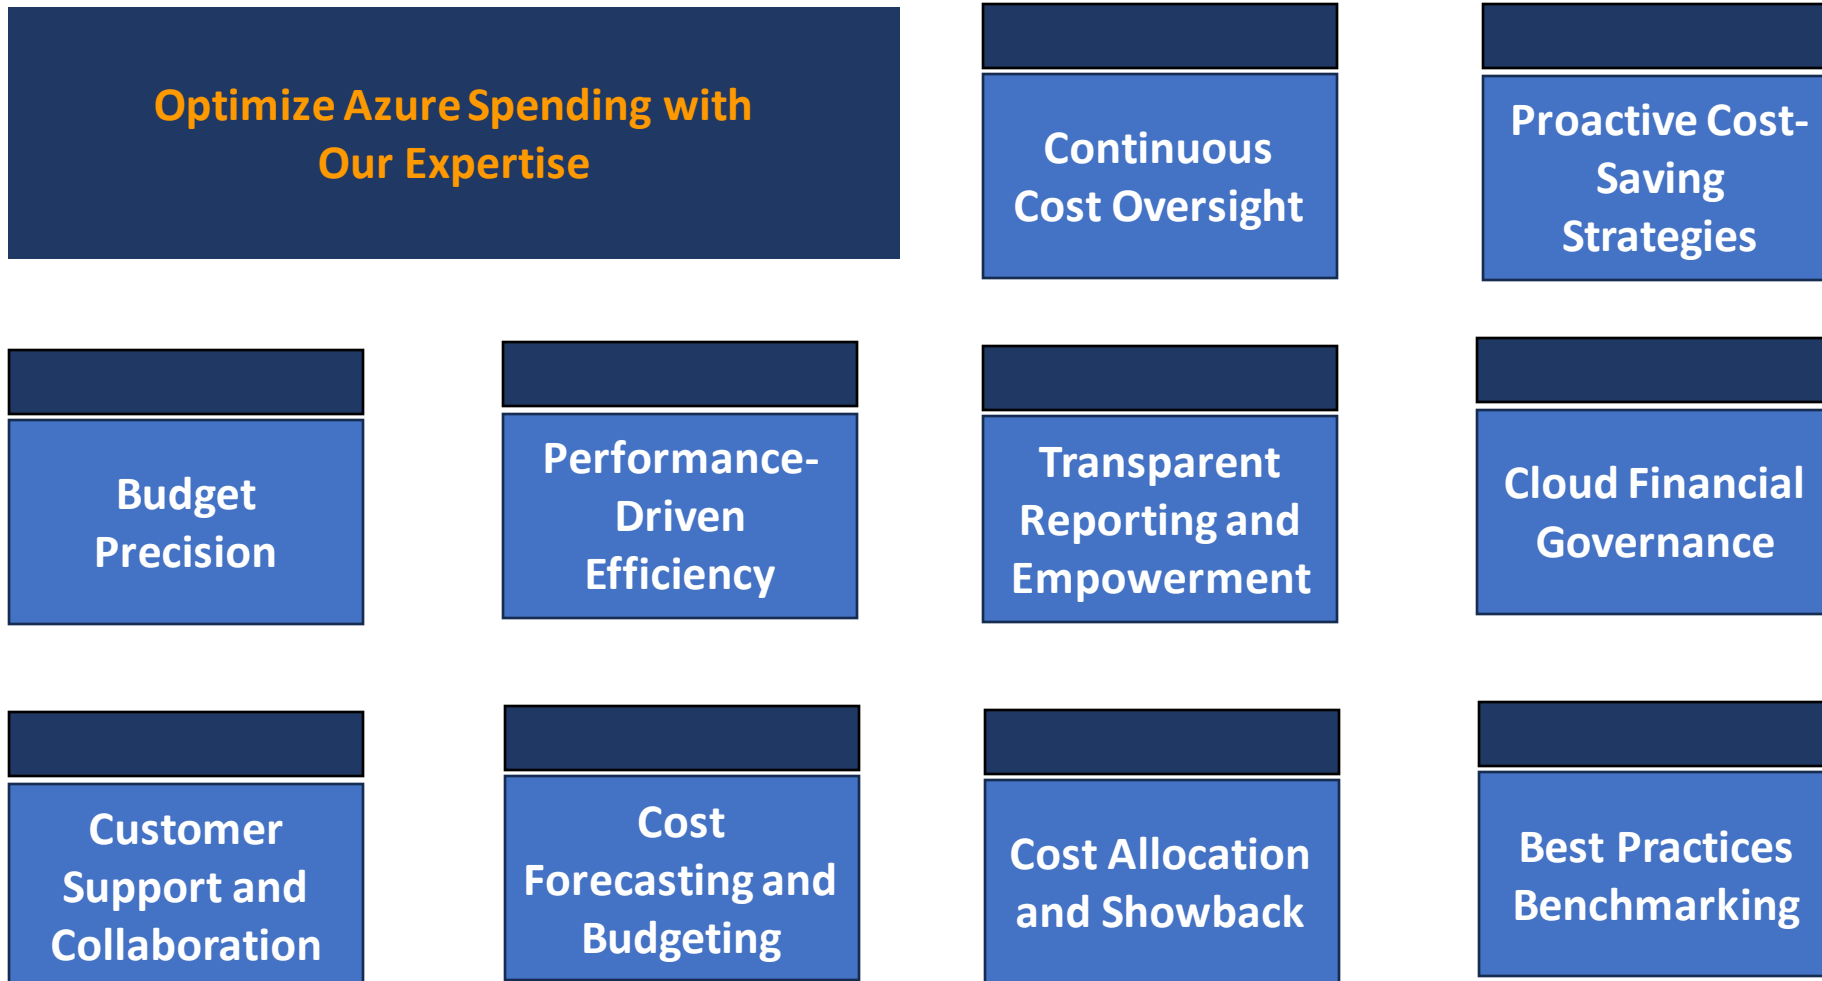 Optimize Azure Spending with
Our Expertise
Continuous
Cost Oversight
Proactive Cost-
Saving
Strategies
Budget
Precision
Performance-
Driven
Efficiency
Transparent
Reporting and
Empowerment
Cloud Financial
Governance
Customer
Support and
Collaboration
Cost
Forecasting and
Budgeting
Cost Allocation
and Showback
Best Practices
Benchmarking